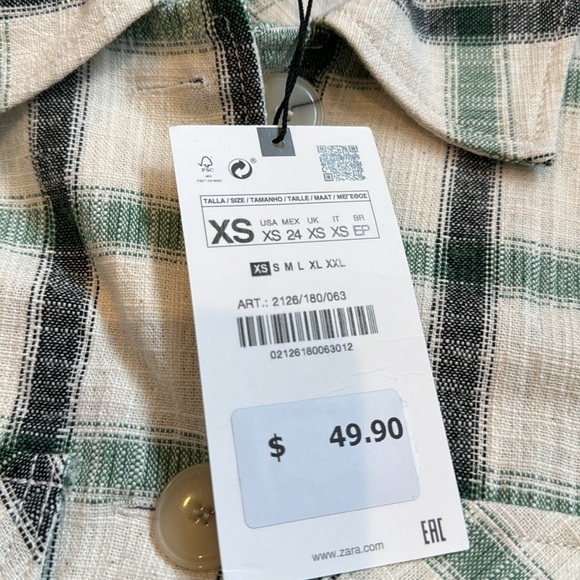 FSC
TALLA / SIZE / TAMANHO / TAILLE / MAAT / ΜΕΓΕΘΟΣ
XS USA XS MEX 24 UK XS IT XS BR EP
XS S M L XL XXL
ART.: 2126/180/063
02126180063012
$ 49.90
www.zara.com
EAC